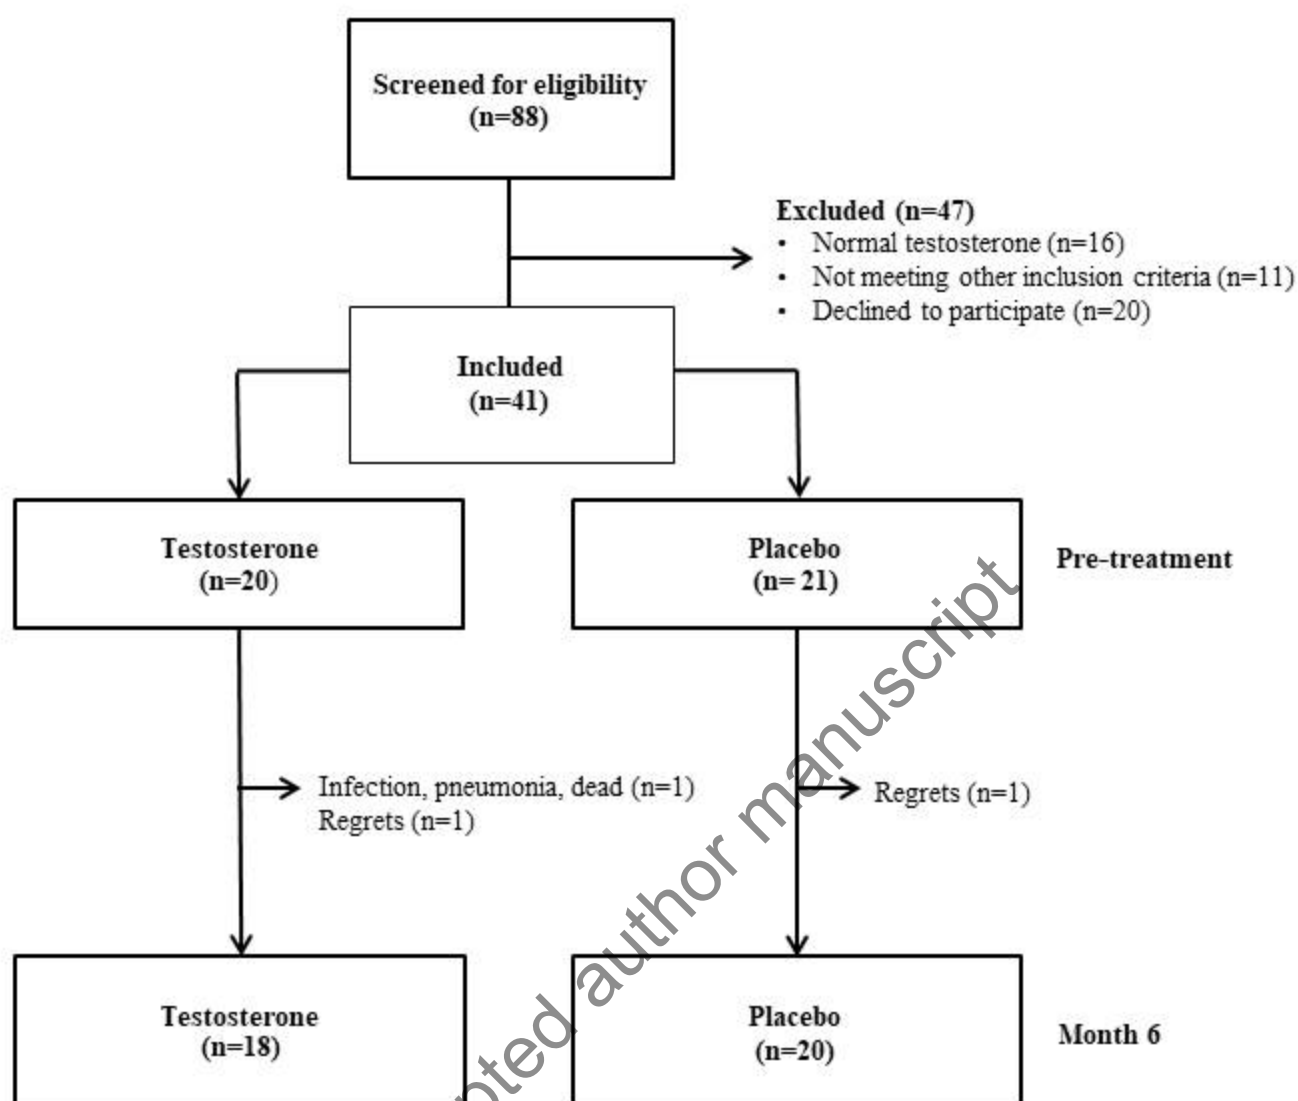 Screened for eligibility
(n=88)
Excluded (n=47)
• Normal testosterone (n=16)
• Not meeting other inclusion criteria (n=11)
• Declined to participate (n=20)
Included
(n=41)
Testosterone
(n=20)
Placebo
(n= 21)
Pre-treatment
Infection, pneumonia, dead (n=1)
Regrets (n=1)
Regrets (n=1)
Testosterone
(n=18)
Placebo
(n=20)
Month 6
author manuscript